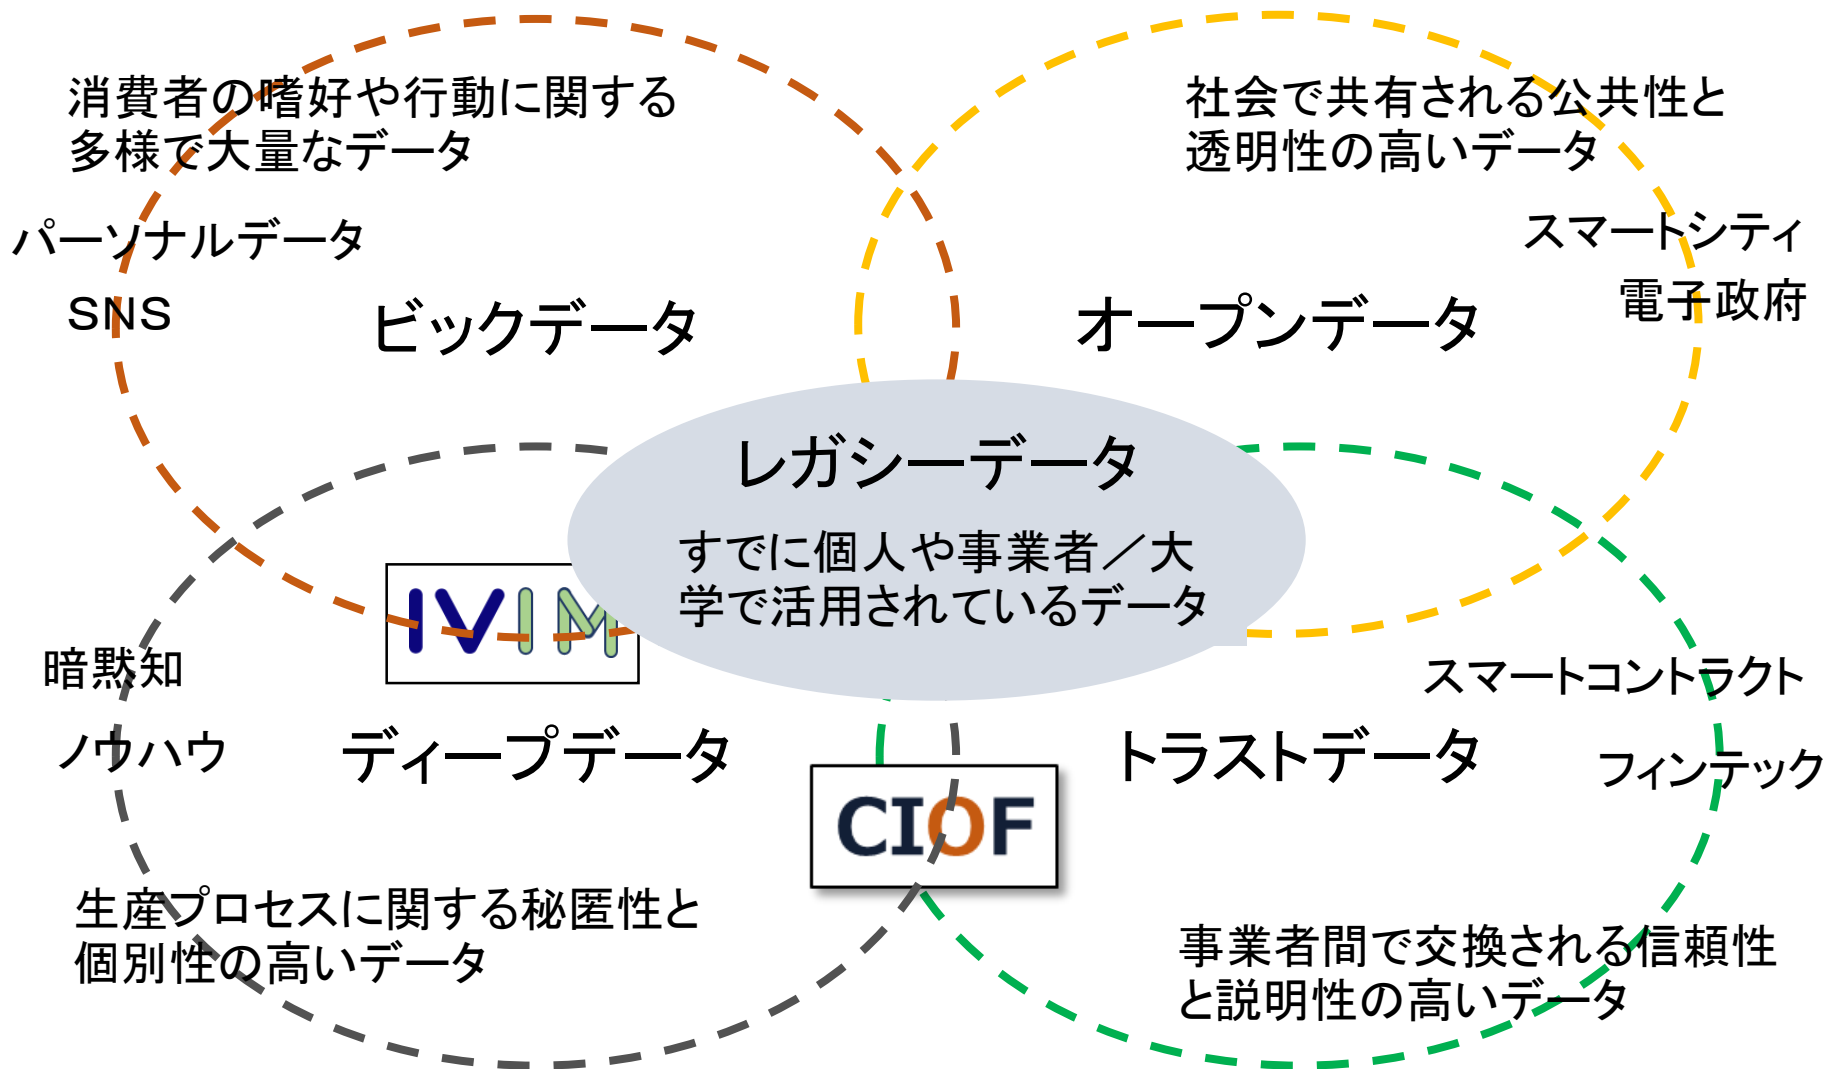 消費者の嗜好や行動に関する
多様で大量なデータ
パーソナルデータ
SNS
ビックデータ
社会で共有される公共性と
透明性の高いデータ
スマートシティ
電子政府
オープンデータ
レガシーデータ
すでに個人や事業者／大
学で活用されているデータ
IVIM
暗黙知
ノウハウ
ディープデータ
生産プロセスに関する秘匿性と
個別性の高いデータ
CIOF
スマートコントラクト
トラストデータ
フィンテック
事業者間で交換される信頼性
と説明性の高いデータ